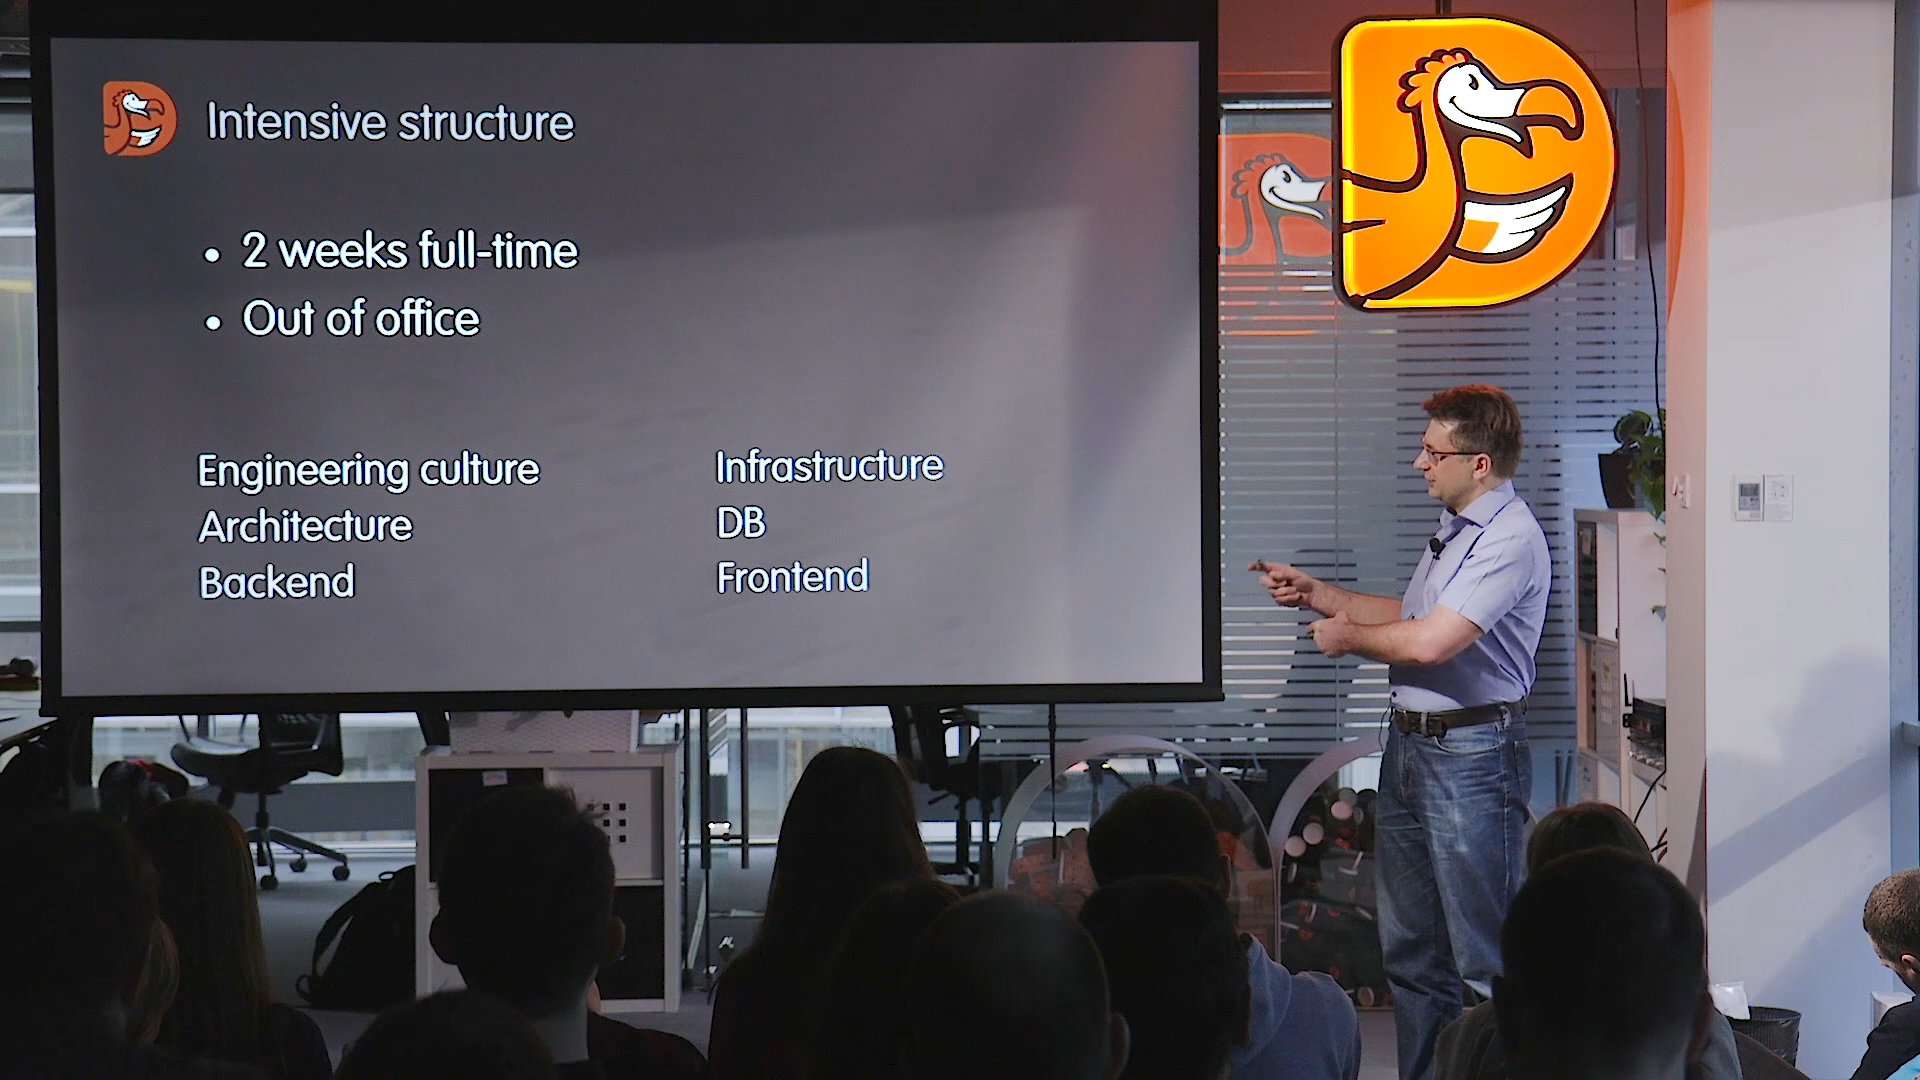 Intensive structure
• 2 weeks full-time
• Out of office
Engineering culture
Architecture
Backend
Infrastructure
DB
Frontend